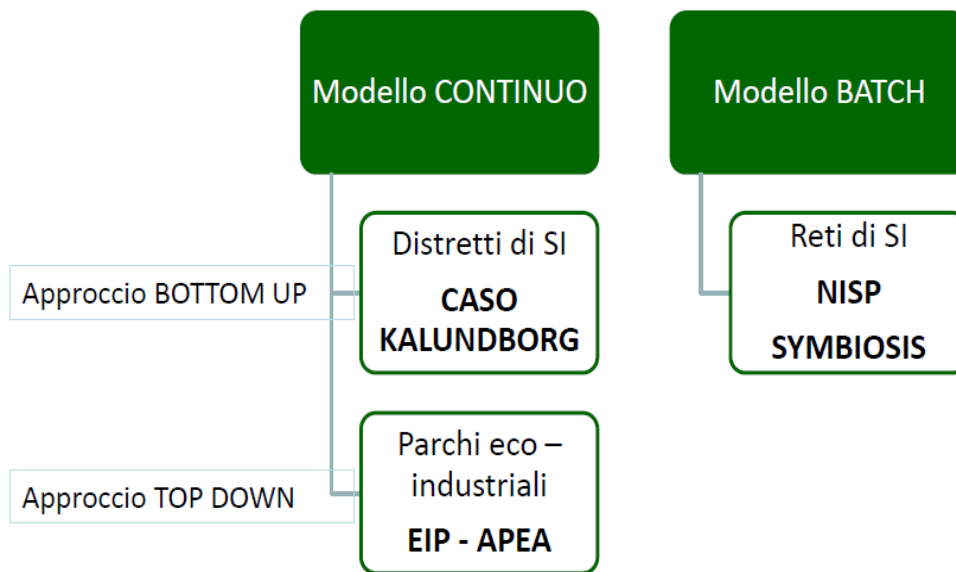 Modello CONTINUO
Modello BATCH
Approccio BOTTOM UP
Distretti di SI
CASO
KALUNDBORG
Reti di SI
NISP
SYMBIOSIS
Approccio TOP DOWN
Parchi eco –
industriali
EIP - APEA